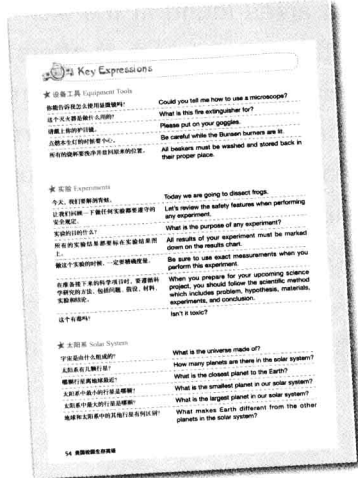 Key Expressions
★ 设备工具 Equipment Tools
你能告诉我怎么使用显微镜吗? Could you tell me how to use a microscope?
这个灭火器是做什么用的? What is this fire extinguisher for?
请戴上你的护目镜。 Please put on your goggles.
点燃本生灯的时候要小心。 Be careful while the Bunsen burners are lit.
所有的烧杯要洗净并放回原来的位置。 All beakers must be washed and stored back in
their proper place.
★ 实验 Experiments
今天,我们要解剖青蛙。 Today we are going to dissect frogs.
让我们回顾一下做任何实验都要遵守的 Let's review the safety features when performing
安全规定。 any experiment.
实验的目的什么? What is the purpose of any experiment?
所有的实验结果都要标在实验结果图 All results of your experiment must be marked
上。 down on the results chart.
做这个实验的时候,一定要精确度量。 Be sure to use exact measurements when you
perform this experiment.
在准备接下来的科学项目时,要遵循科 When you prepare for your upcoming science
学研究的方法,包括问题、假设、材料、 project, you should follow the scientific method
实验和结论。 which includes problem, hypothesis, materials,
experiments, and conclusion.
这个有毒吗? Isn't it toxic?
★ 太阳系 Solar System
宇宙是由什么组成的? What is the universe made of?
太阳系有几颗行星? How many planets are there in the solar system?
哪颗行星离地球最近? What is the closest planet to the Earth?
太阳系中最小的行星是哪颗? What is the smallest planet in our solar system?
太阳系中最大的行星是哪颗? What is the largest planet in our solar system?
地球和太阳系中的其他行星有何区别? What makes Earth different from the other
planets in the solar system?
54 美国校园生存英语